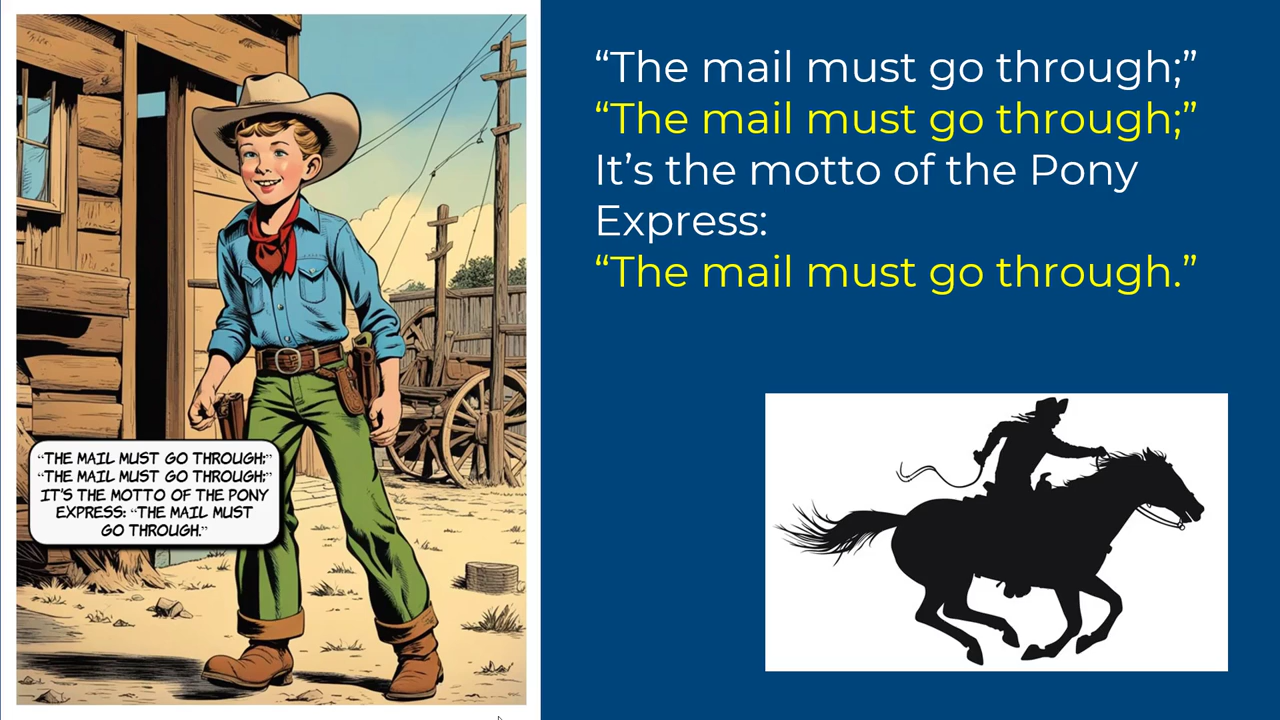 “THE MAIL MUST GO THROUGH;”
“THE MAIL MUST GO THROUGH;”
IT'S THE MOTTO OF THE PONY
EXPRESS: “THE MAIL MUST
GO THROUGH.”
“The mail must go through;”
“The mail must go through;”
It’s the motto of the Pony
Express:
“The mail must go through.”